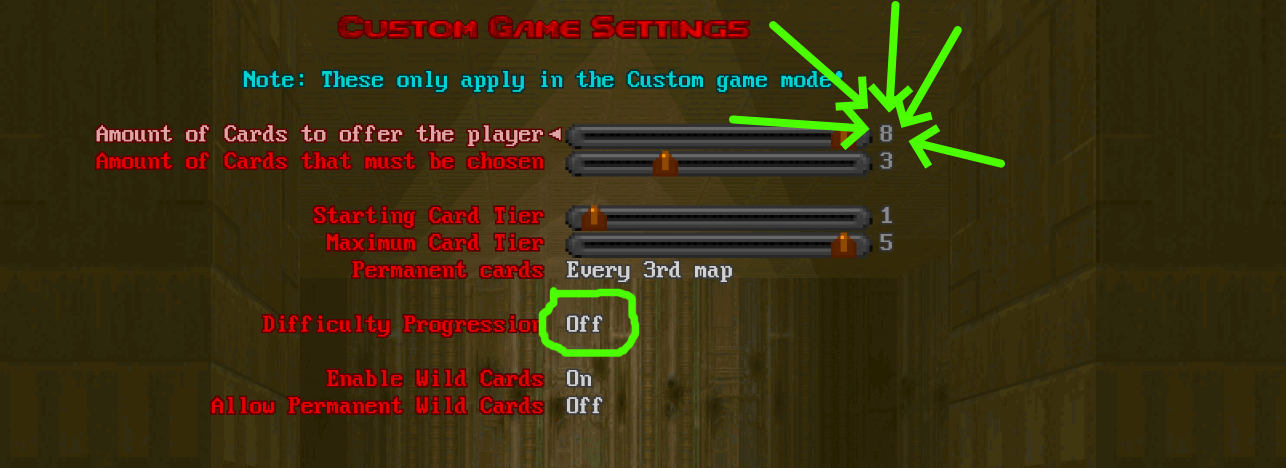 Custom Game Settings
Note: These only apply in the Custom game mode!
Amount of Cards to offer the player 8
Amount of Cards that must be chosen 3
Starting Card Tier 1
Maximum Card Tier 5
Permanent cards Every 3rd map
Difficulty Progression Off
Enable Wild Cards On
Allow Permanent Wild Cards Off